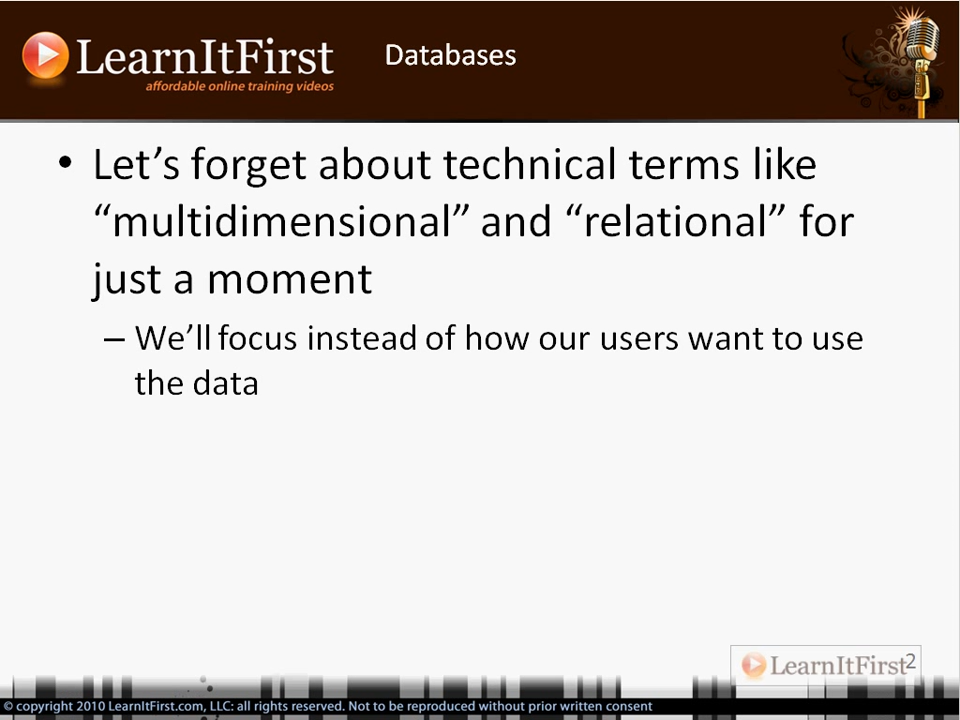 LearnItFirst
affordable online training videos
Databases
• Let’s forget about technical terms like
“multidimensional” and “relational” for
just a moment
– We’ll focus instead of how our users want to use
the data
LearnItFirst 2
© copyright 2010 LearnItFirst.com, LLC: all rights reserved. Not to be reproduced without prior written consent